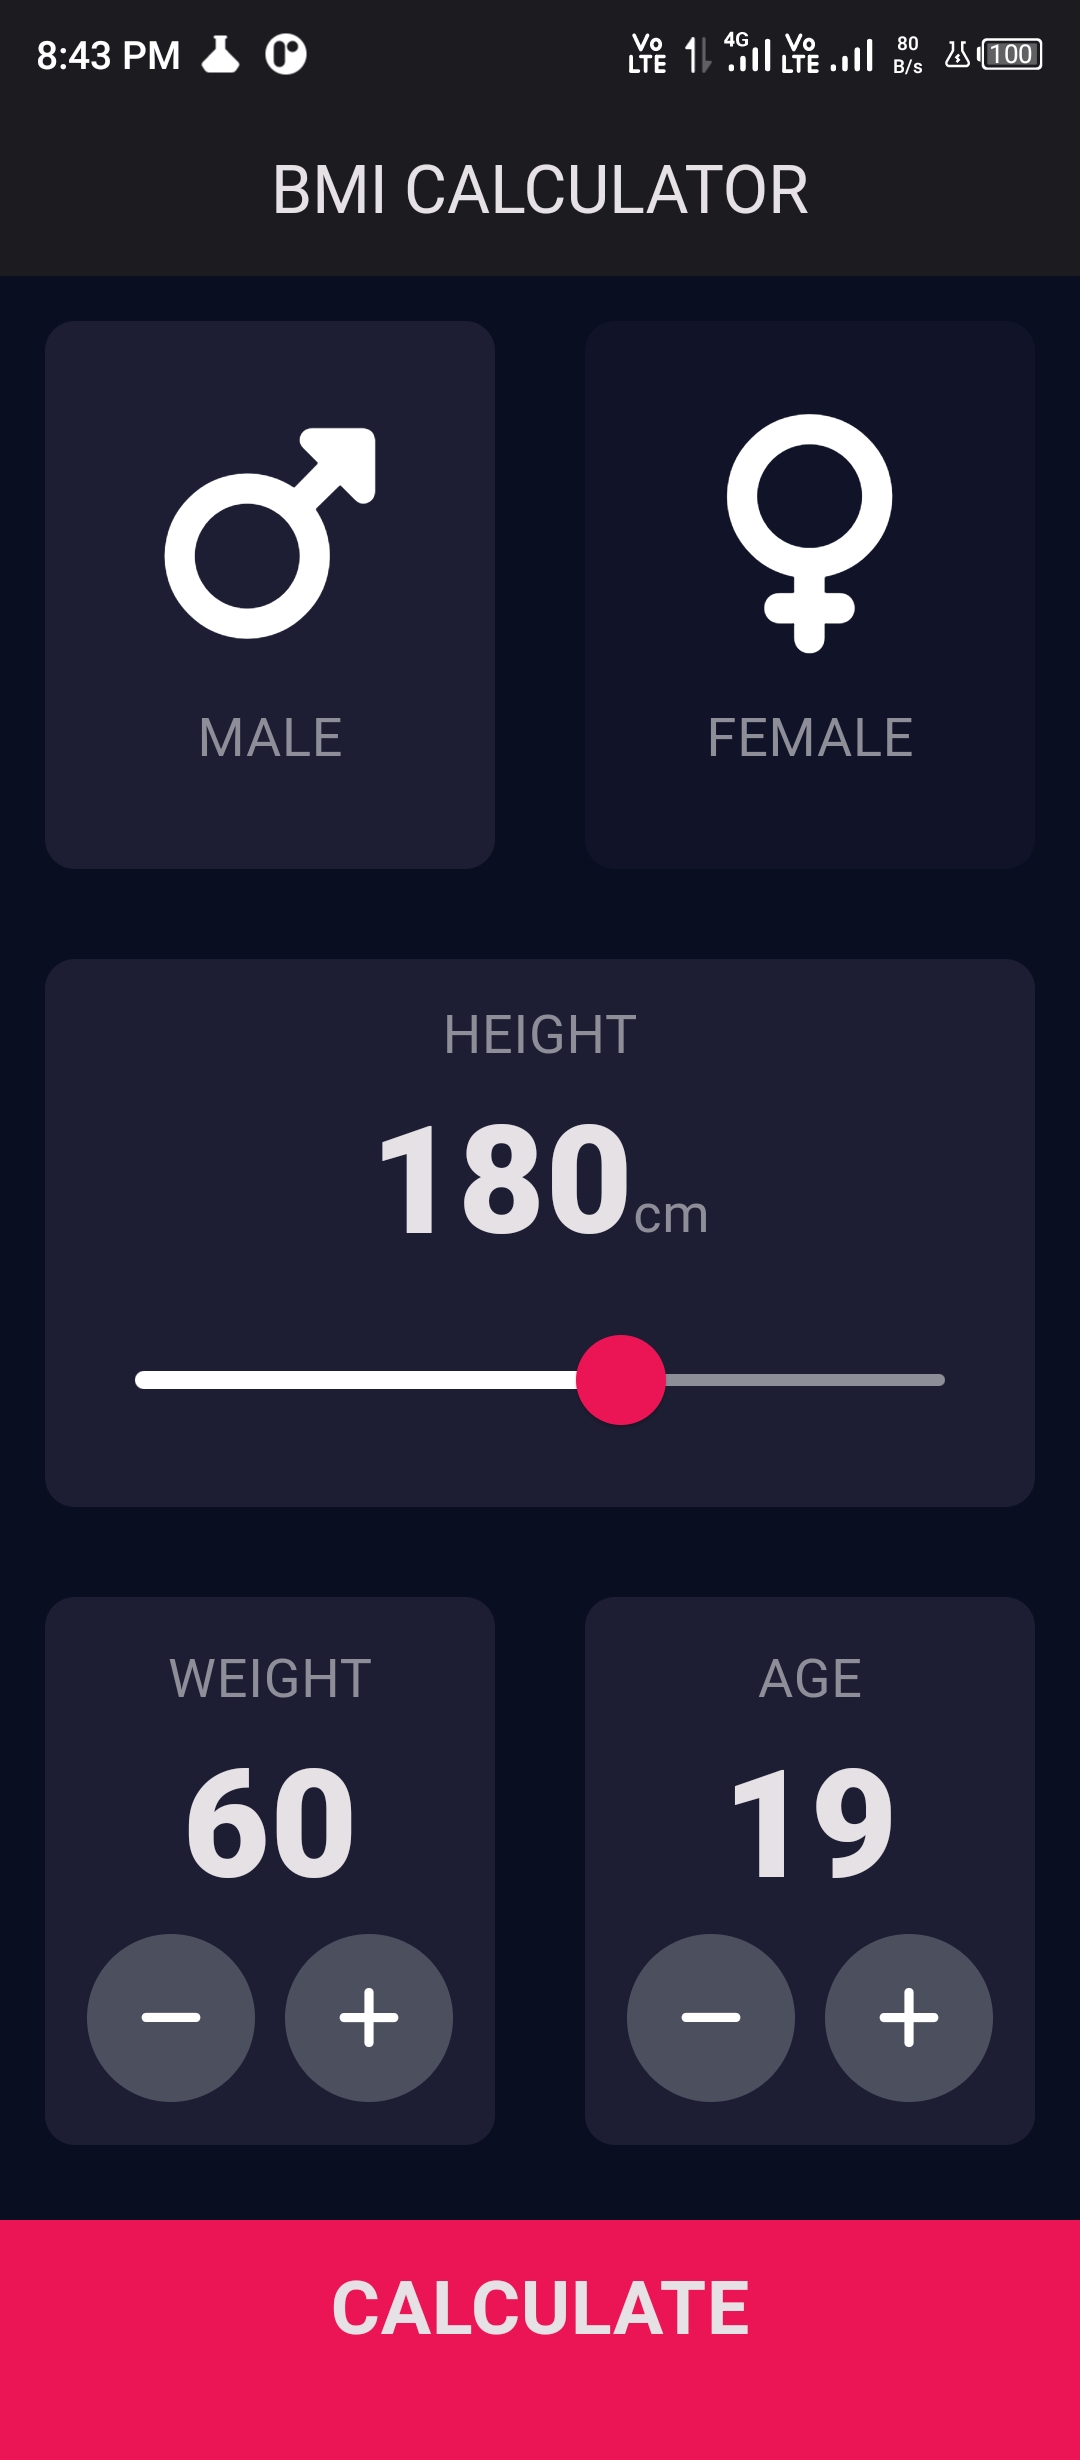 8:43 PM Vo LTE 4G Vo LTE 80 B/s 100
BMI CALCULATOR
MALE FEMALE
HEIGHT
180cm
WEIGHT AGE
60 19
CALCULATE